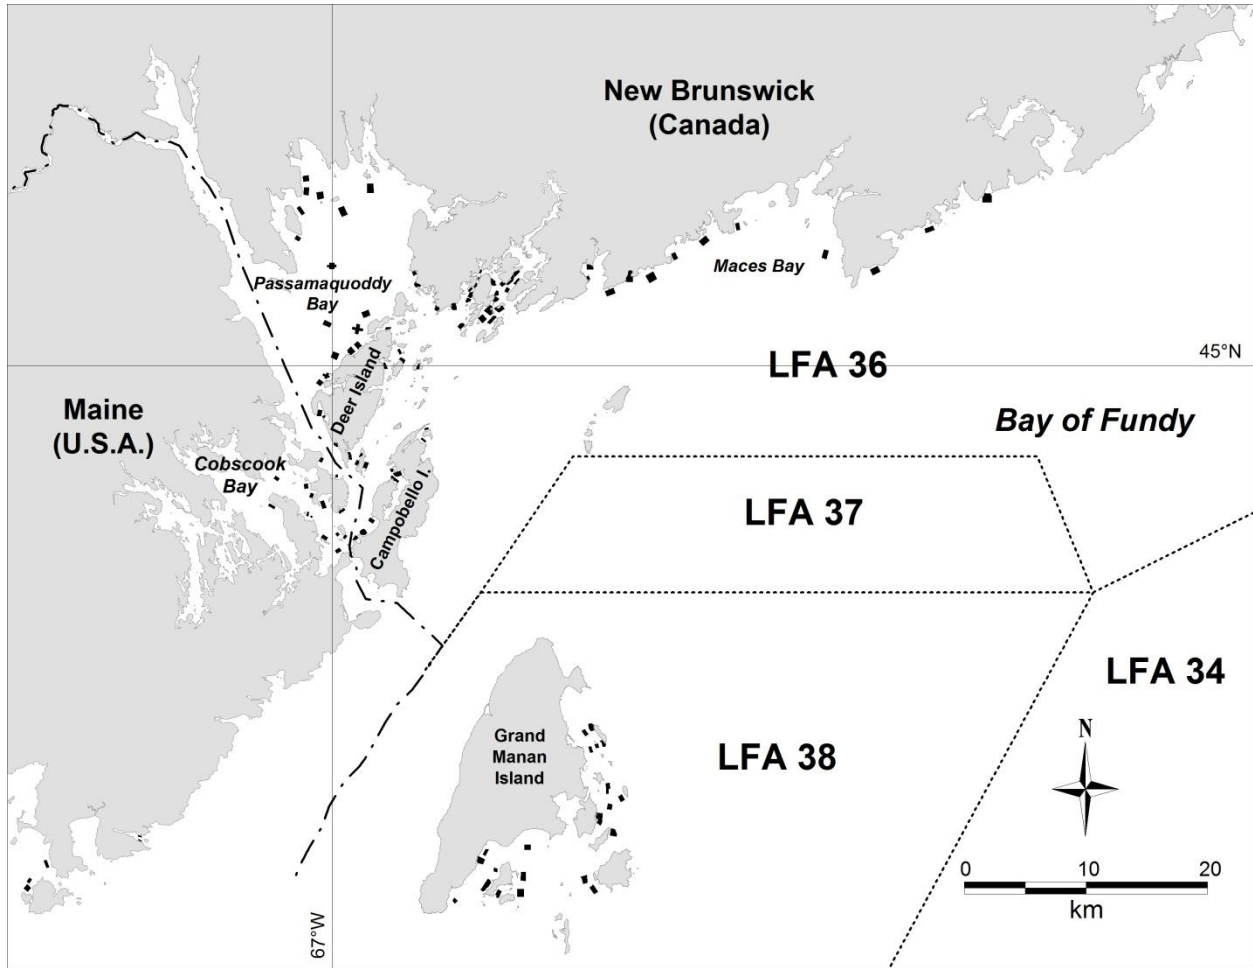 New Brunswick
(Canada)
Passamaquoddy
Bay
Maces Bay
45°N
LFA 36
Deer Island
Maine
(U.S.A.)
Bay of Fundy
Cobscook
Bay
Campobello I.
LFA 37
LFA 34
Grand
Manan
Island
LFA 38
N
0 10 20
km
67°W